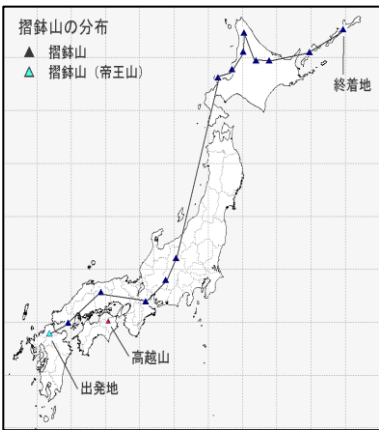 摺鉢山の分布
摺鉢山
摺鉢山（帝王山）
終着地
高越山
出発地